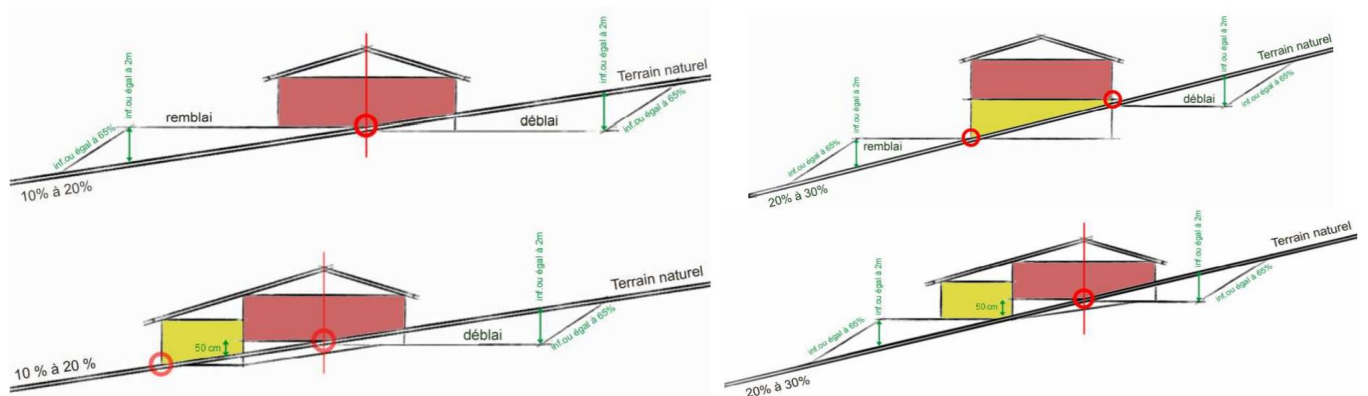 inf.ou égal à 2m
inf.ou égal à 2m
Terrain naturel
remblai
déblai
inf.ou égal à 65%
inf.ou égal à 65%
10% à 20%
inf.ou égal à 2m
Terrain naturel
inf.ou égal à 2m
déblai
inf.ou égal à 65%
inf.ou égal à 65%
remblai
20% à 30%
inf.ou égal à 2m
Terrain naturel
50 cm
déblai
inf.ou égal à 65%
10 % à 20 %
inf.ou égal à 2m
Terrain naturel
inf.ou égal à 2m
inf.ou égal à 65%
50 cm
inf.ou égal à 65%
20% à 30%